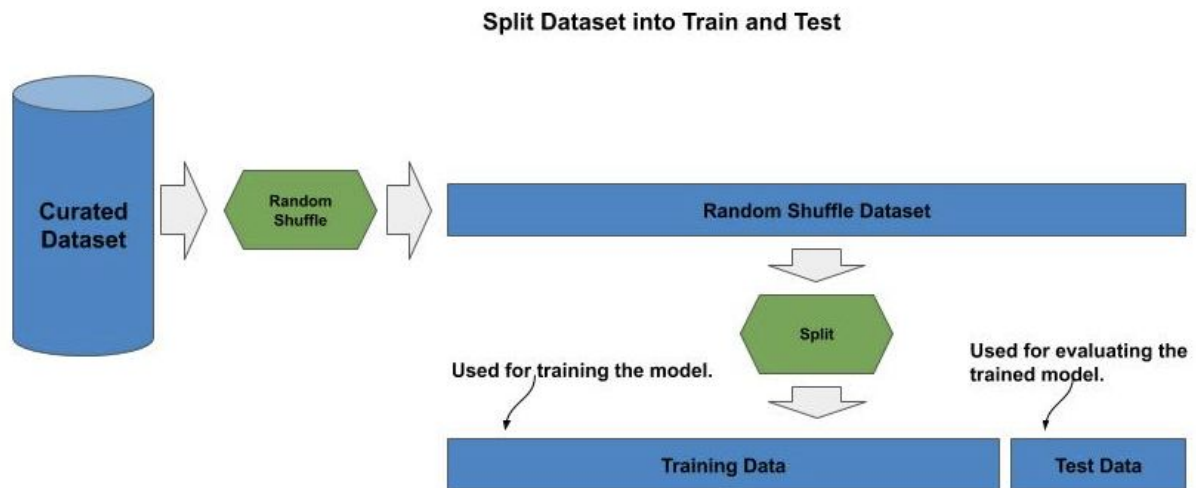 Split Dataset into Train and Test
Curated
Dataset
Random
Shuffle
Random Shuffle Dataset
Split
Used for training the model.
Used for evaluating the
trained model.
Training Data
Test Data